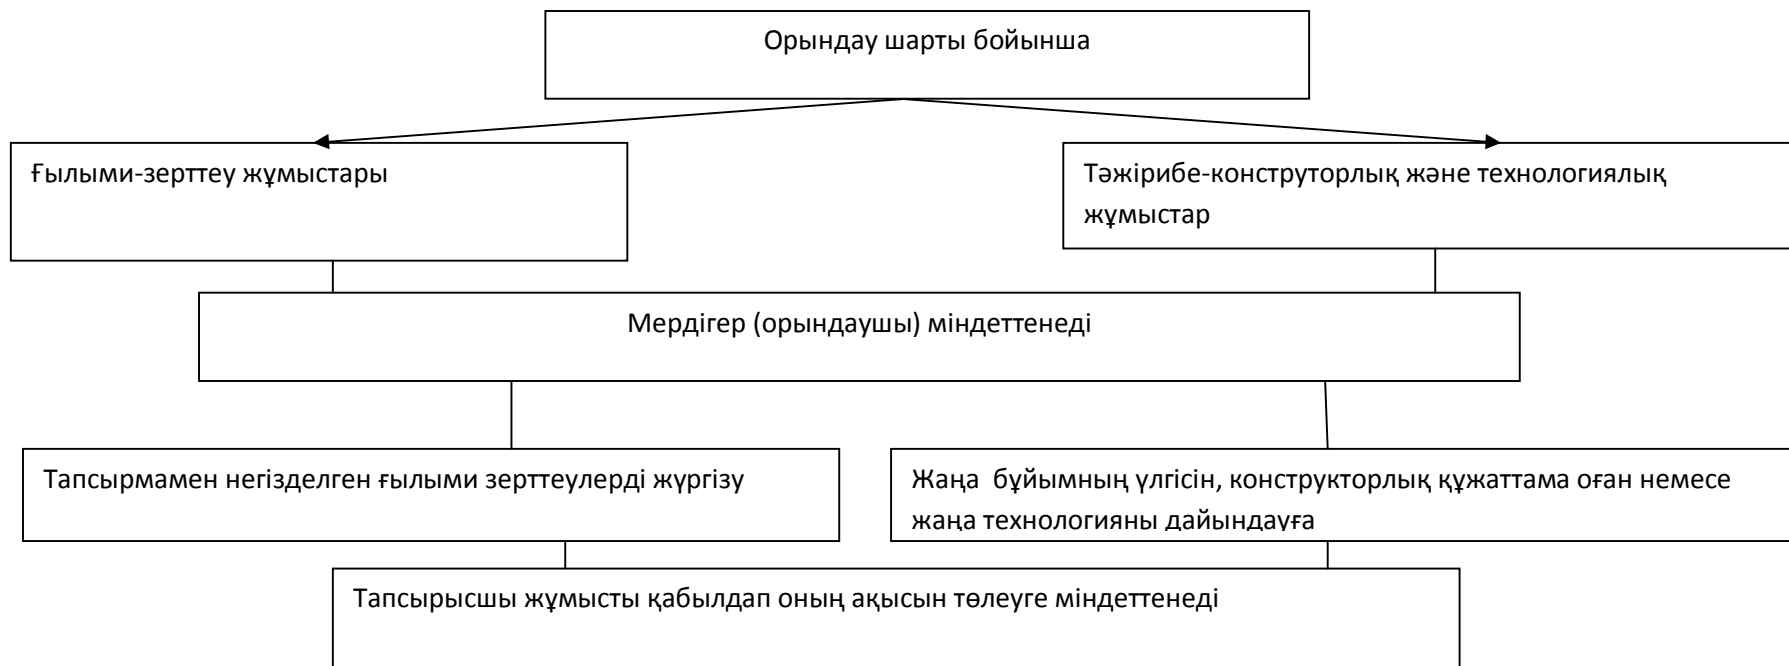 Орындау шарты бойынша
Ғылыми-зерттеу жұмыстары
Тәжірибе-конструторлық және технологиялық
жұмыстар
Мердігер (орындаушы) міндеттенеді
Тапсырмамен негізделген ғылыми зерттеулерді жүргізу
Жаңа бұйымның үлгісін, конструкторлық құжаттама оған немесе
жаңа технологияны дайындауға
Тапсырысшы жұмысты қабылдап оның ақысын төлеуге міндеттенеді